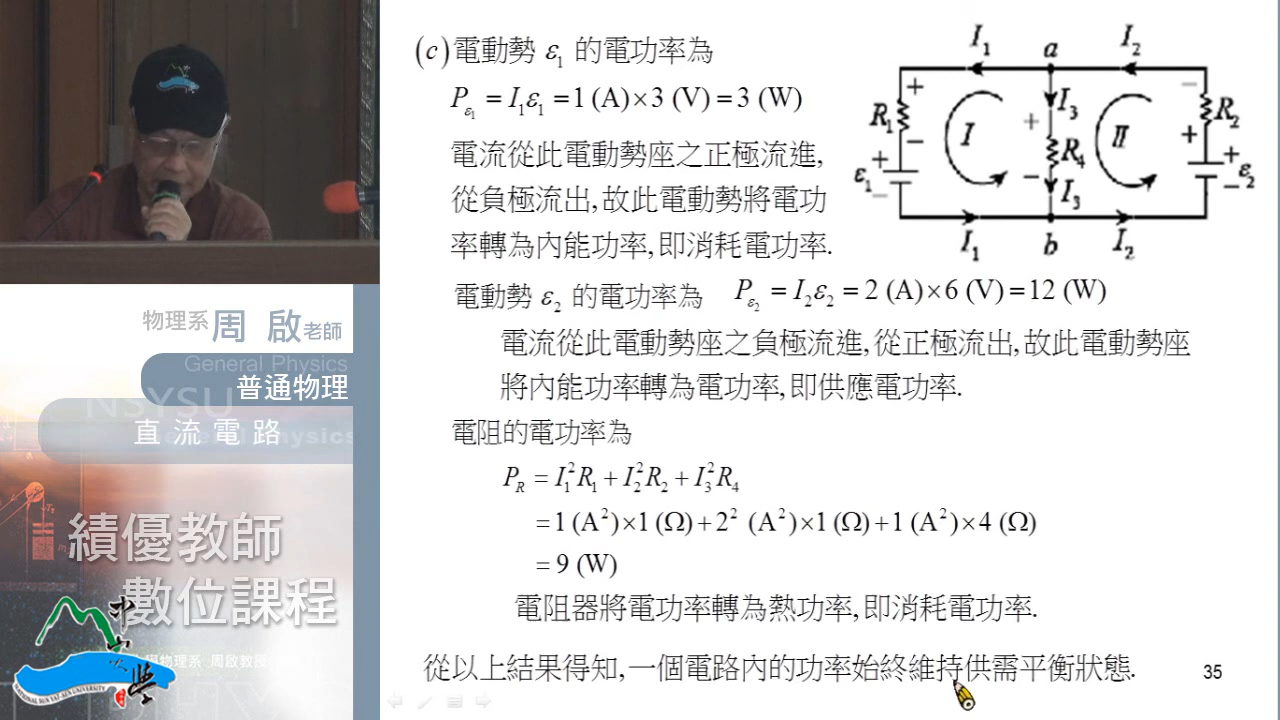 (c) 電動勢 ε₁ 的電功率為
P_ε₁ = I₁ε₁ = 1 (A)×3 (V) = 3 (W)
電流從此電動勢座之正極流進,
從負極流出,故此電動勢將電功
率轉為內能功率,即消耗電功率.
電動勢 ε₂ 的電功率為 P_ε₂ = I₂ε₂ = 2 (A)×6 (V) = 12 (W)
電流從此電動勢座之負極流進,從正極流出,故此電動勢座
將內能功率轉為電功率,即供應電功率.
電阻的電功率為
P_R = I₁²R₁ + I₂²R₂ + I₃²R₄
= 1 (A²)×1 (Ω) + 2² (A²)×1 (Ω) + 1 (A²)×4 (Ω)
= 9 (W)
電阻器將電功率轉為熱功率,即消耗電功率.
從以上結果得知,一個電路內的功率始終維持供需平衡狀態.
35
I₁ a I₂
R₁ + − I + I₃ R₄ − I₃ II − + R₂
ε₁ + − + − ε₂
I₁ b I₂
物理系 周 啟 老師
General Physics
NSYSU 普通物理
直流電路
績優教師
數位課程
中山大學
NATIONAL SUN YAT-SEN UNIVERSITY